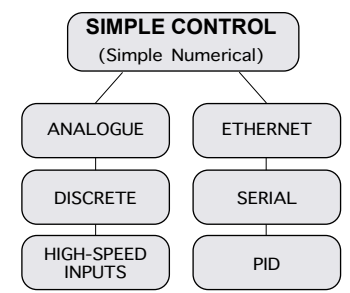 SIMPLE CONTROL
(Simple Numerical)
ANALOGUE
ETHERNET
DISCRETE
SERIAL
HIGH-SPEED
INPUTS
PID